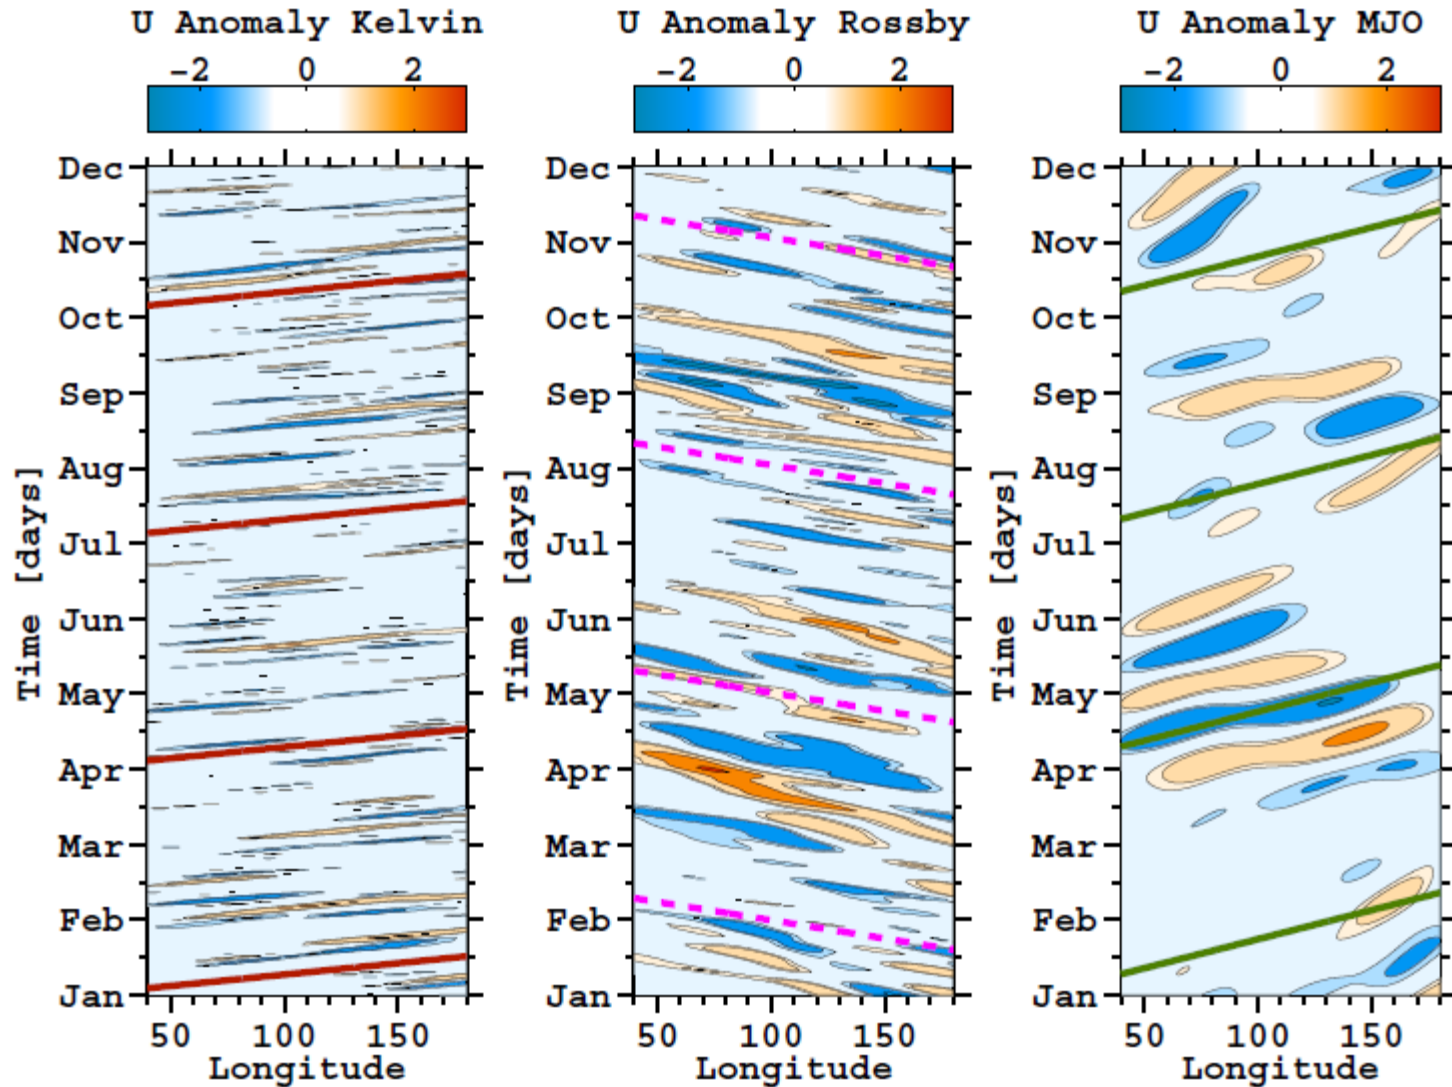 U Anomaly Kelvin
-2 0 2
Dec
Nov
Oct
Sep
Aug
Jul
Jun
May
Apr
Mar
Feb
Jan
50 100 150
Longitude
Time [days]
U Anomaly Rossby
-2 0 2
Dec
Nov
Oct
Sep
Aug
Jul
Jun
May
Apr
Mar
Feb
Jan
50 100 150
Longitude
Time [days]
U Anomaly MJO
-2 0 2
Dec
Nov
Oct
Sep
Aug
Jul
Jun
May
Apr
Mar
Feb
Jan
50 100 150
Longitude
Time [days]